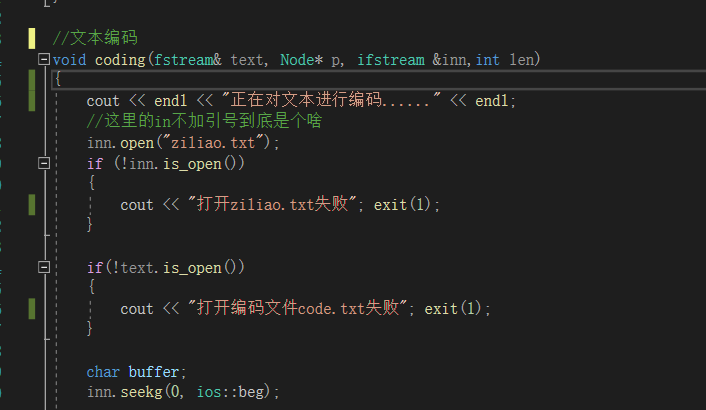 //文本编码
void coding(fstream& text, Node* p, ifstream &inn,int len)
{
cout << endl << "正在对文本进行编码......" << endl;
//这里的in不加引号到底是个啥
inn.open("ziliao.txt");
if (!inn.is_open())
{
cout << "打开ziliao.txt失败"; exit(1);
}
if(!text.is_open())
{
cout << "打开编码文件code.txt失败"; exit(1);
}
char buffer;
inn.seekg(0, ios::beg);